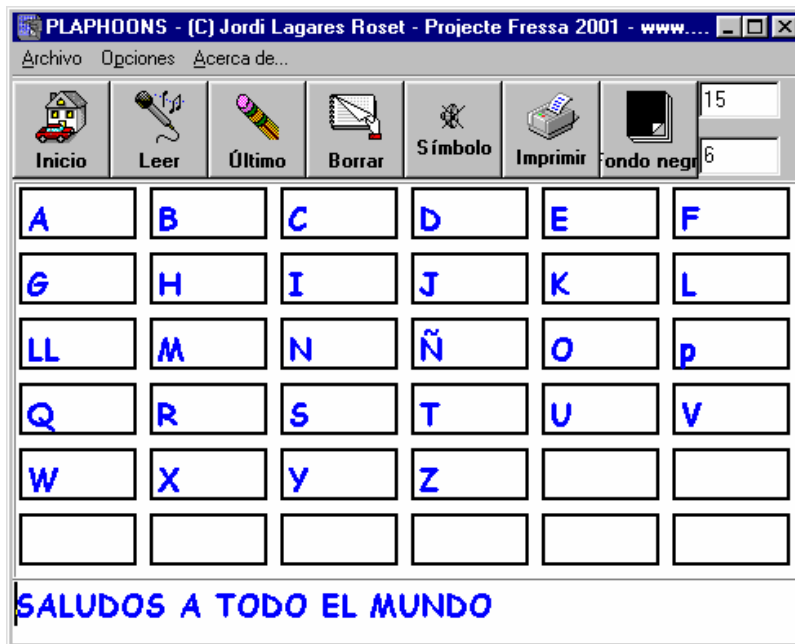 PLAPHOONS - (C) Jordi Lagares Roset - Projecte Fressa 2001 - www....
Archivo Opciones Acerca de...
Inicio Leer Último Borrar Símbolo Imprimir Fondo negr 15
6
A B C D E F
G H I J K L
LL M N Ñ O p
Q R S T U V
W X Y Z
SALUDOS A TODO EL MUNDO